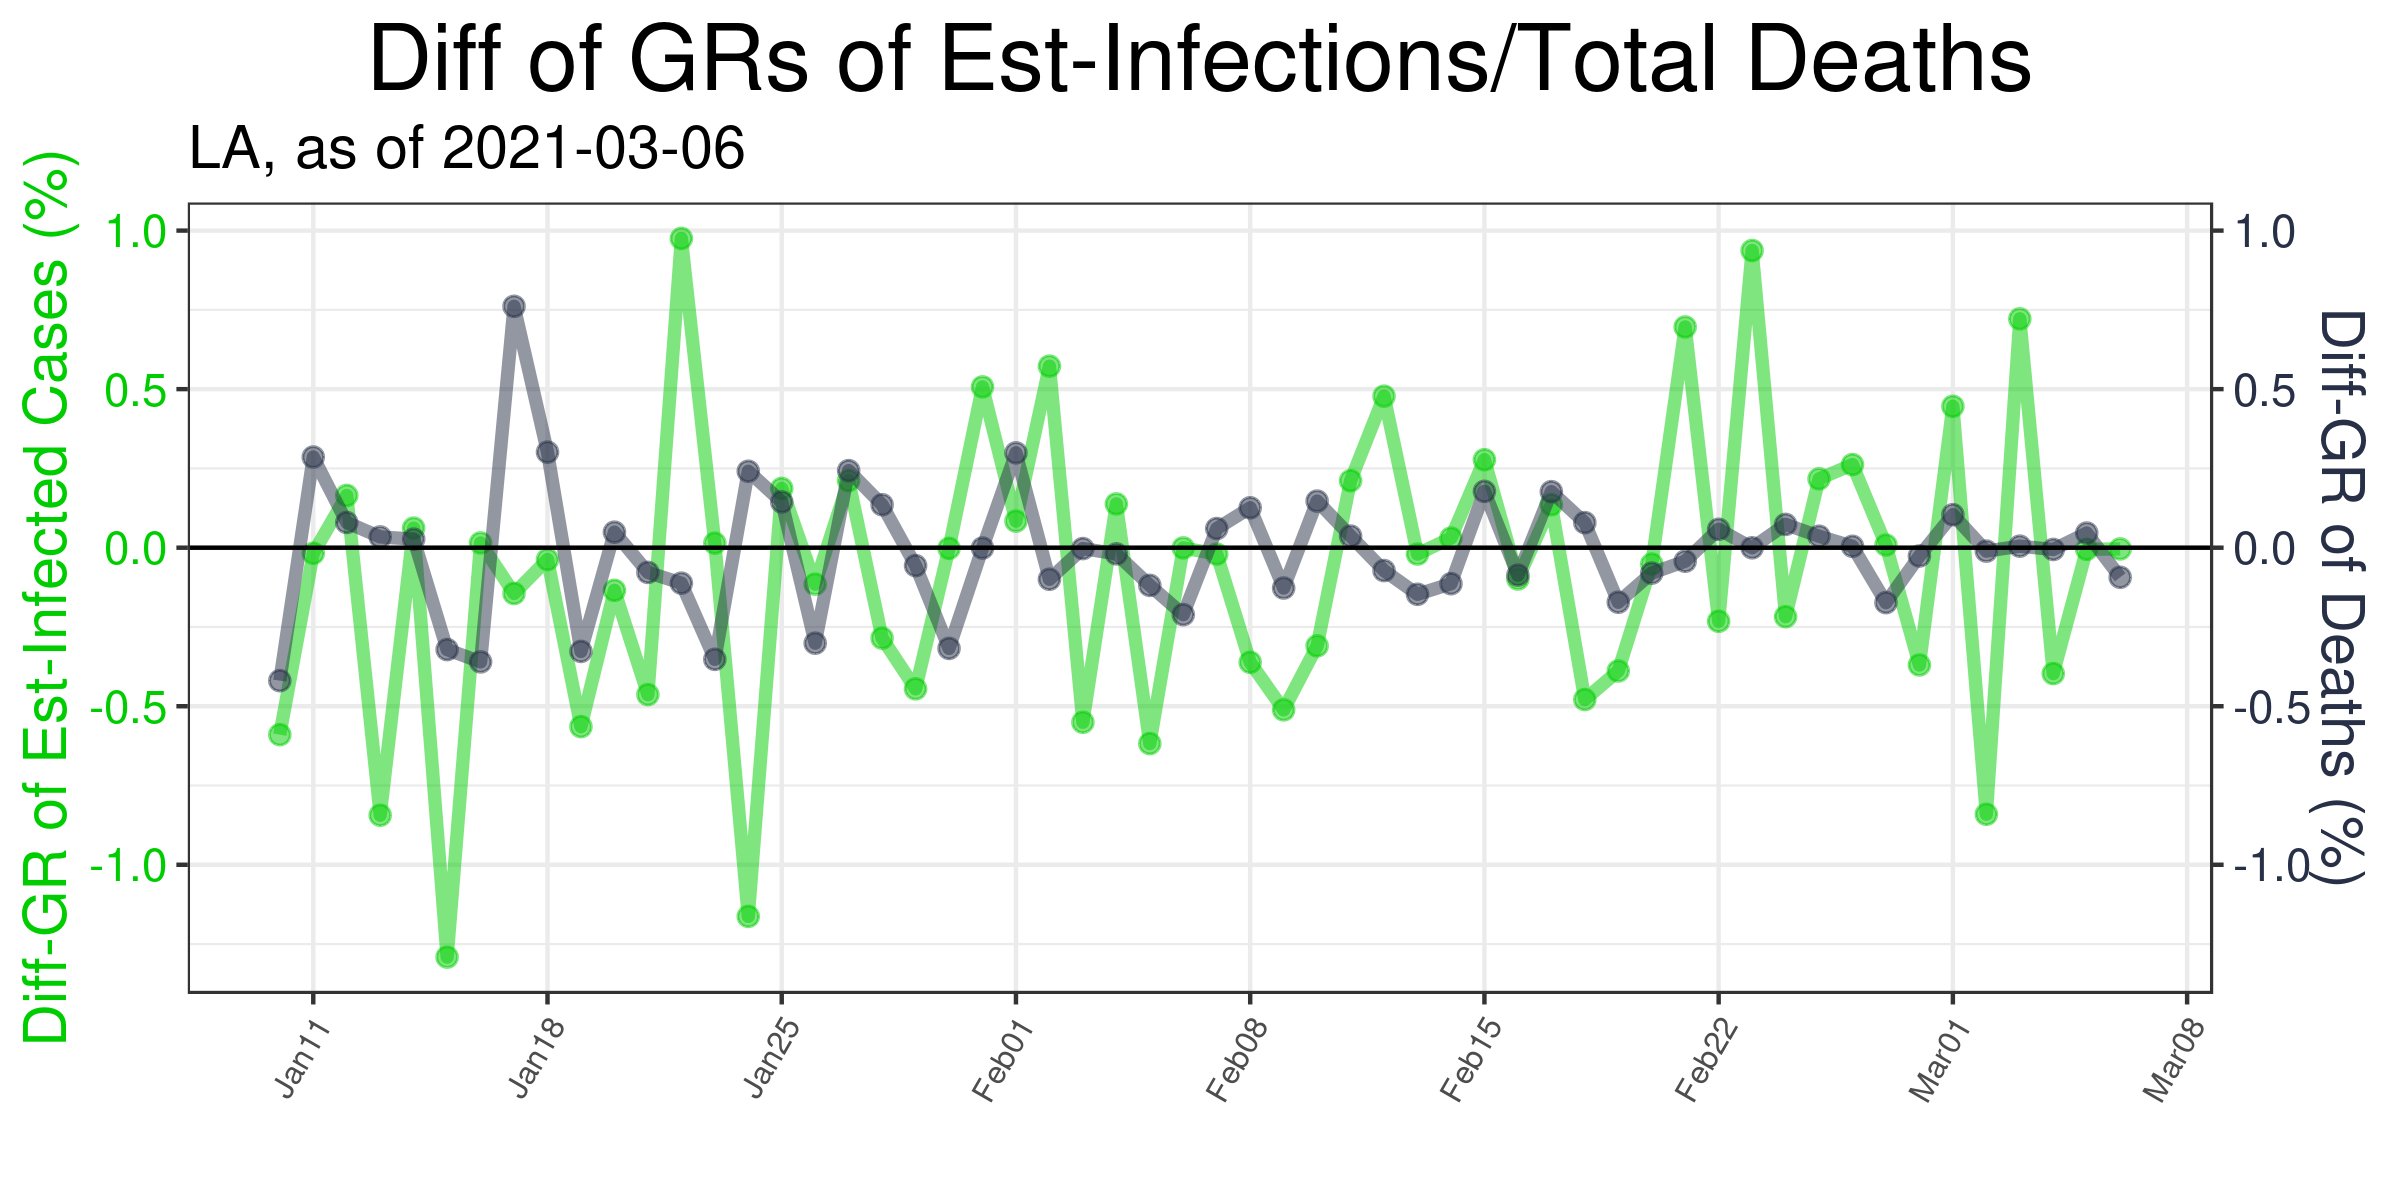 Diff of GRs of Est-Infections/Total Deaths
LA, as of 2021-03-06
Diff-GR of Est-Infected Cases (%)
1.0
0.5
0.0
-0.5
-1.0
1.0
0.5
0.0
-0.5
-1.0
Diff-GR of Deaths (%)
Jan11
Jan18
Jan25
Feb01
Feb08
Feb15
Feb22
Mar01
Mar08